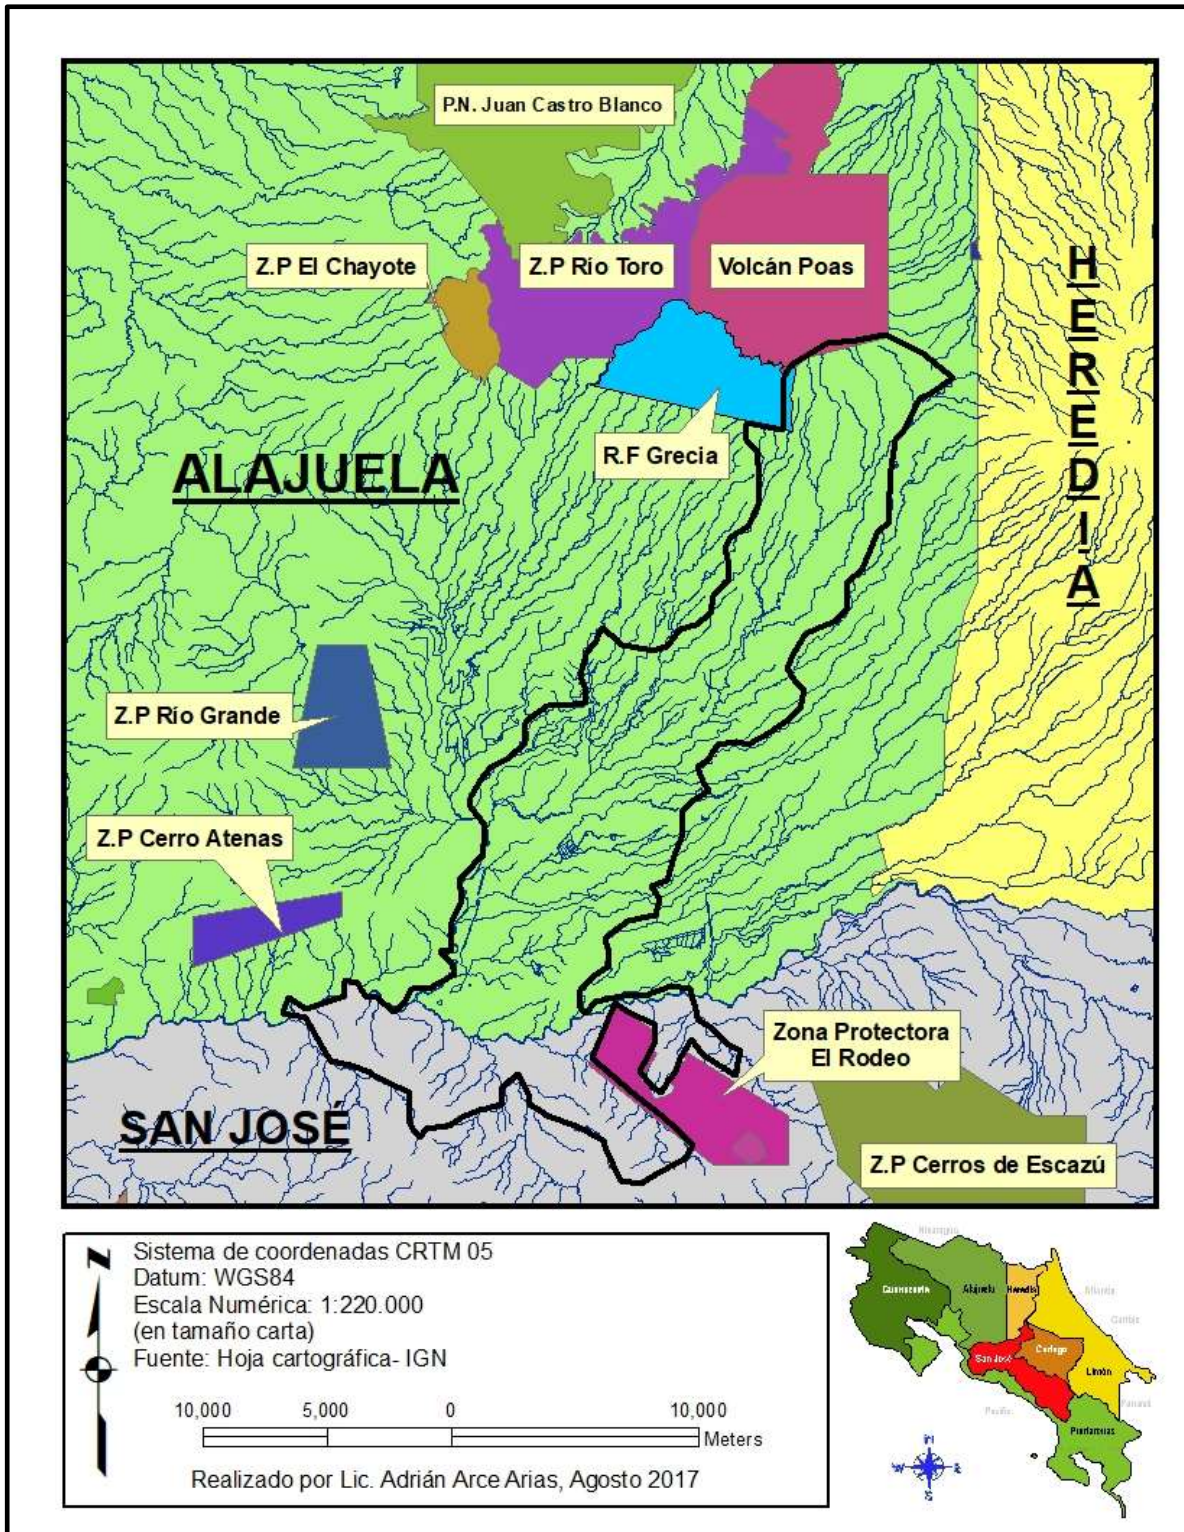 P.N. Juan Castro Blanco
Z.P El Chayote
Z.P Río Toro
Volcán Poas
HEREDIA
ALAJUELA
R.F Grecia
Z.P Río Grande
Z.P Cerro Atenas
Zona Protectora
El Rodeo
SAN JOSÉ
Z.P Cerros de Escazú
N
Sistema de coordenadas CRTM 05
Datum: WGS84
Escala Numérica: 1:220.000
(en tamaño carta)
Fuente: Hoja cartográfica- IGN
10,000 5,000 0 10,000
Meters
Realizado por Lic. Adrián Arce Arias, Agosto 2017
Nicaragua
Guanacaste
Alajuela
Heredia
San José
Cartago
Limón
Puntarenas
Pacífico
Panamá
N
W
E
S